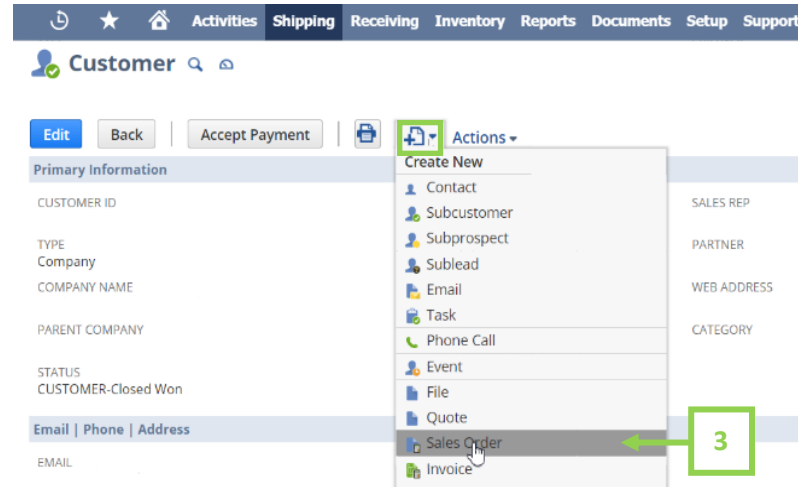 Activities Shipping Receiving Inventory Reports Documents Setup Support
Customer
Edit Back Accept Payment Actions
Create New
Primary Information
Contact
CUSTOMER ID
SALES REP
Subcustomer
TYPE
Company
Subprospect
PARTNER
Sublead
COMPANY NAME
Email
WEB ADDRESS
Task
PARENT COMPANY
Phone Call
CATEGORY
STATUS
CUSTOMER-Closed Won
Event
File
Quote
Email | Phone | Address
Sales Order
3
EMAIL
Invoice